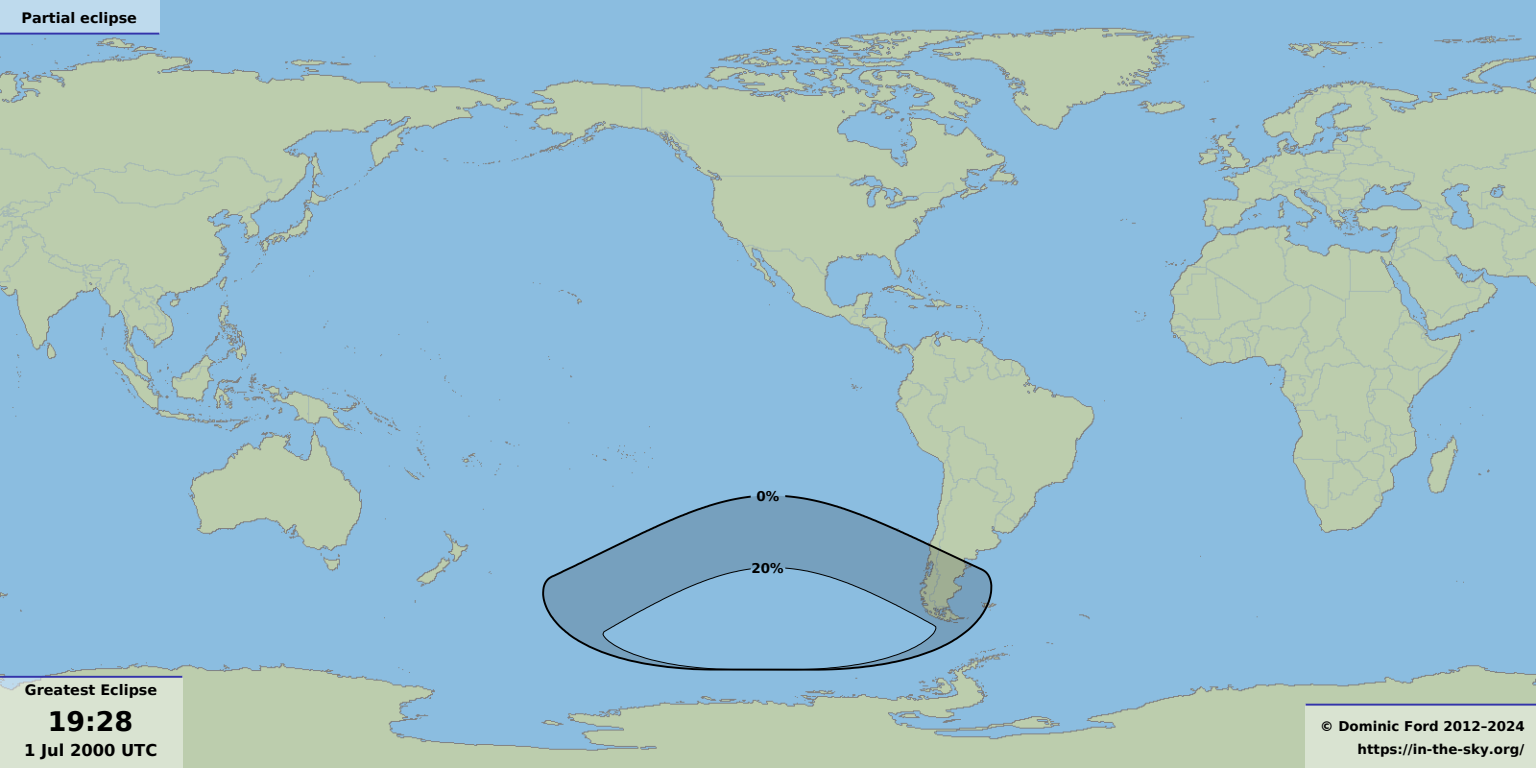 Partial eclipse
0%
20%
Greatest Eclipse
19:28
1 Jul 2000 UTC
© Dominic Ford 2012–2024
https://in-the-sky.org/